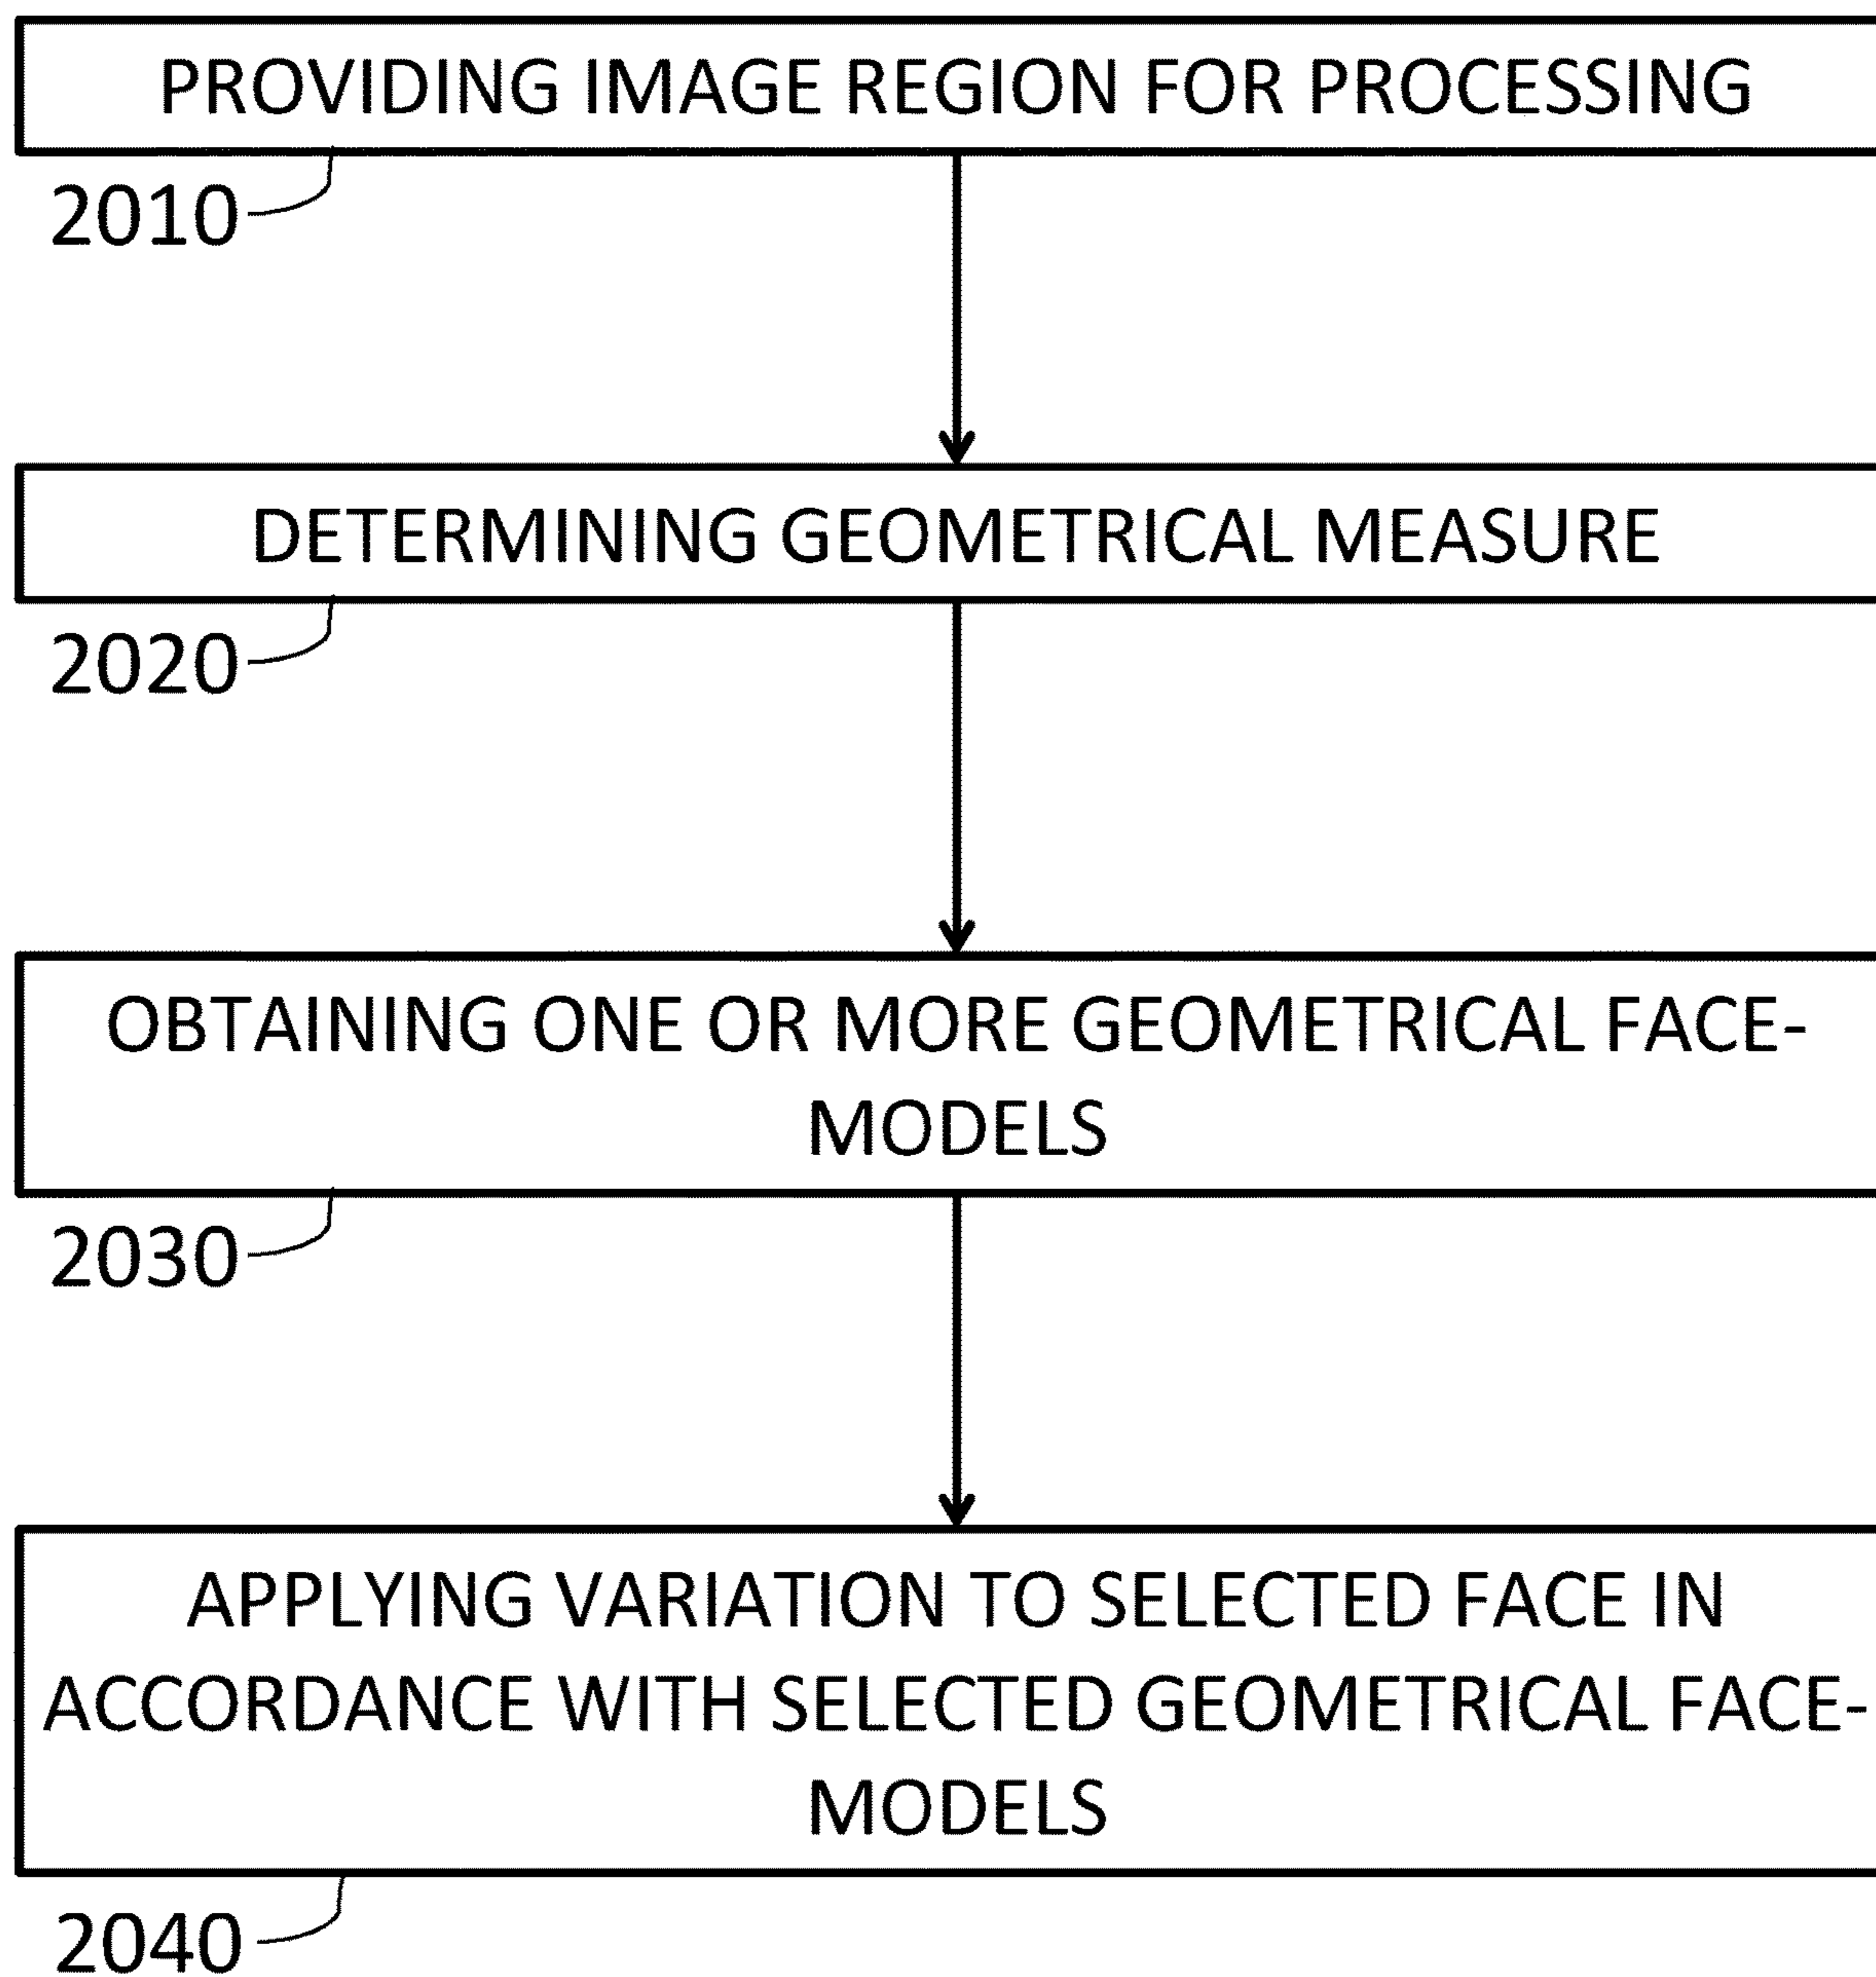 PROVIDING IMAGE REGION FOR PROCESSING
2010
DETERMINING GEOMETRICAL MEASURE
2020
OBTAINING ONE OR MORE GEOMETRICAL FACE-
MODELS
2030
APPLYING VARIATION TO SELECTED FACE IN
ACCORDANCE WITH SELECTED GEOMETRICAL FACE-
MODELS
2040